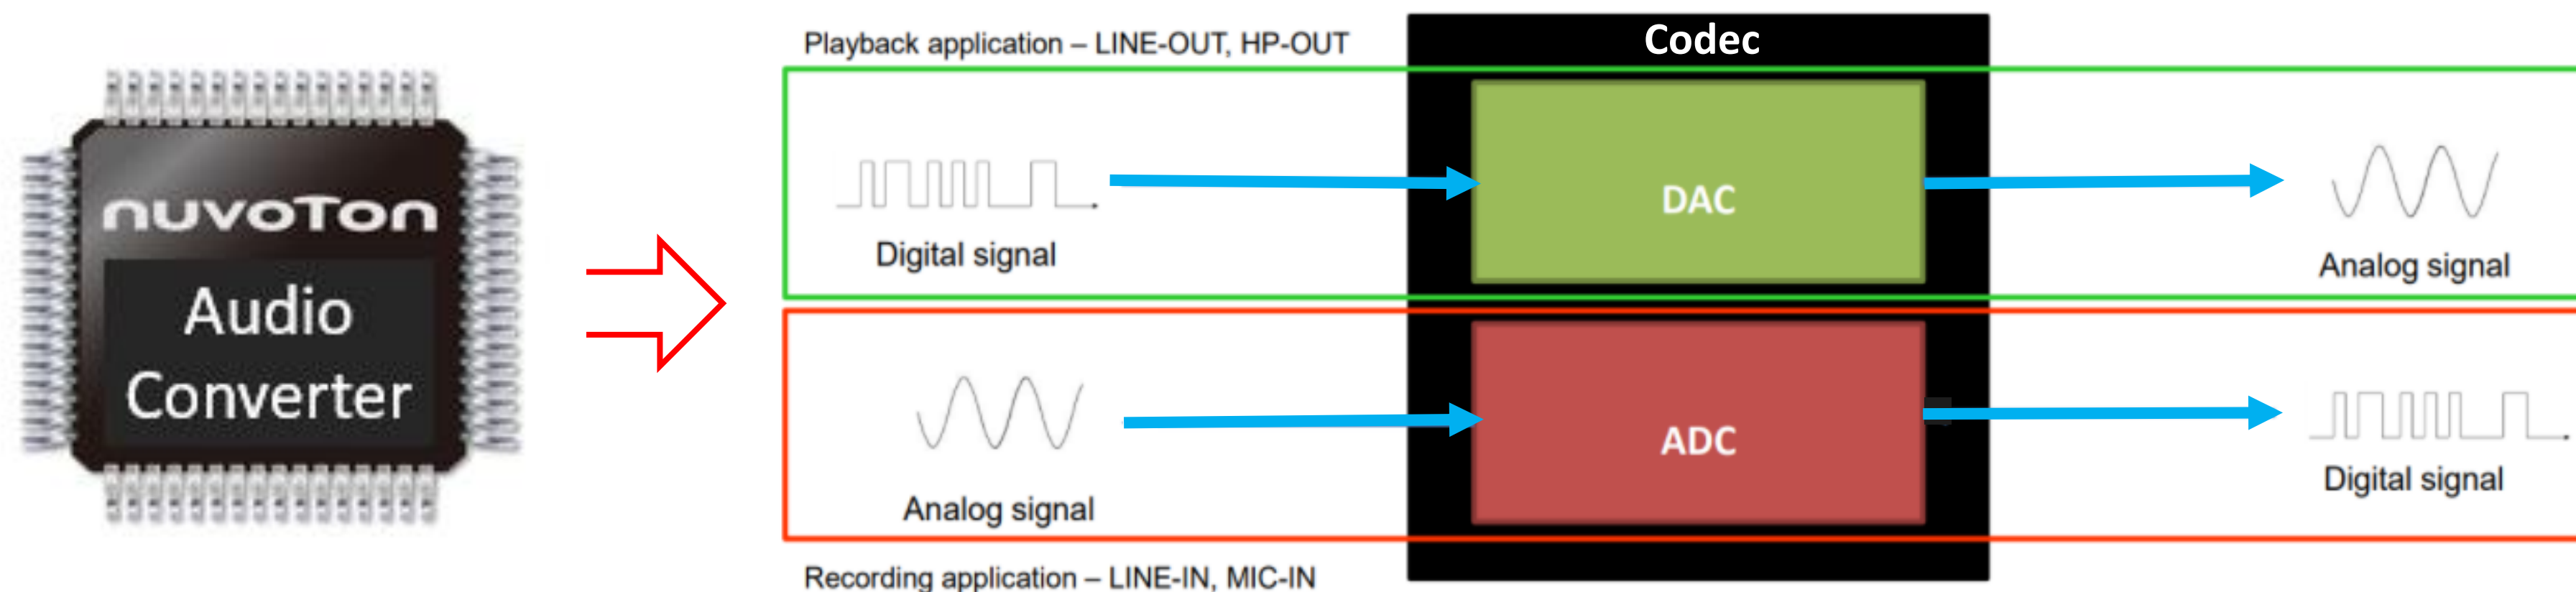 nuvoTon
Audio
Converter
Playback application – LINE-OUT, HP-OUT
Codec
Digital signal
DAC
Analog signal
Analog signal
ADC
Digital signal
Recording application – LINE-IN, MIC-IN